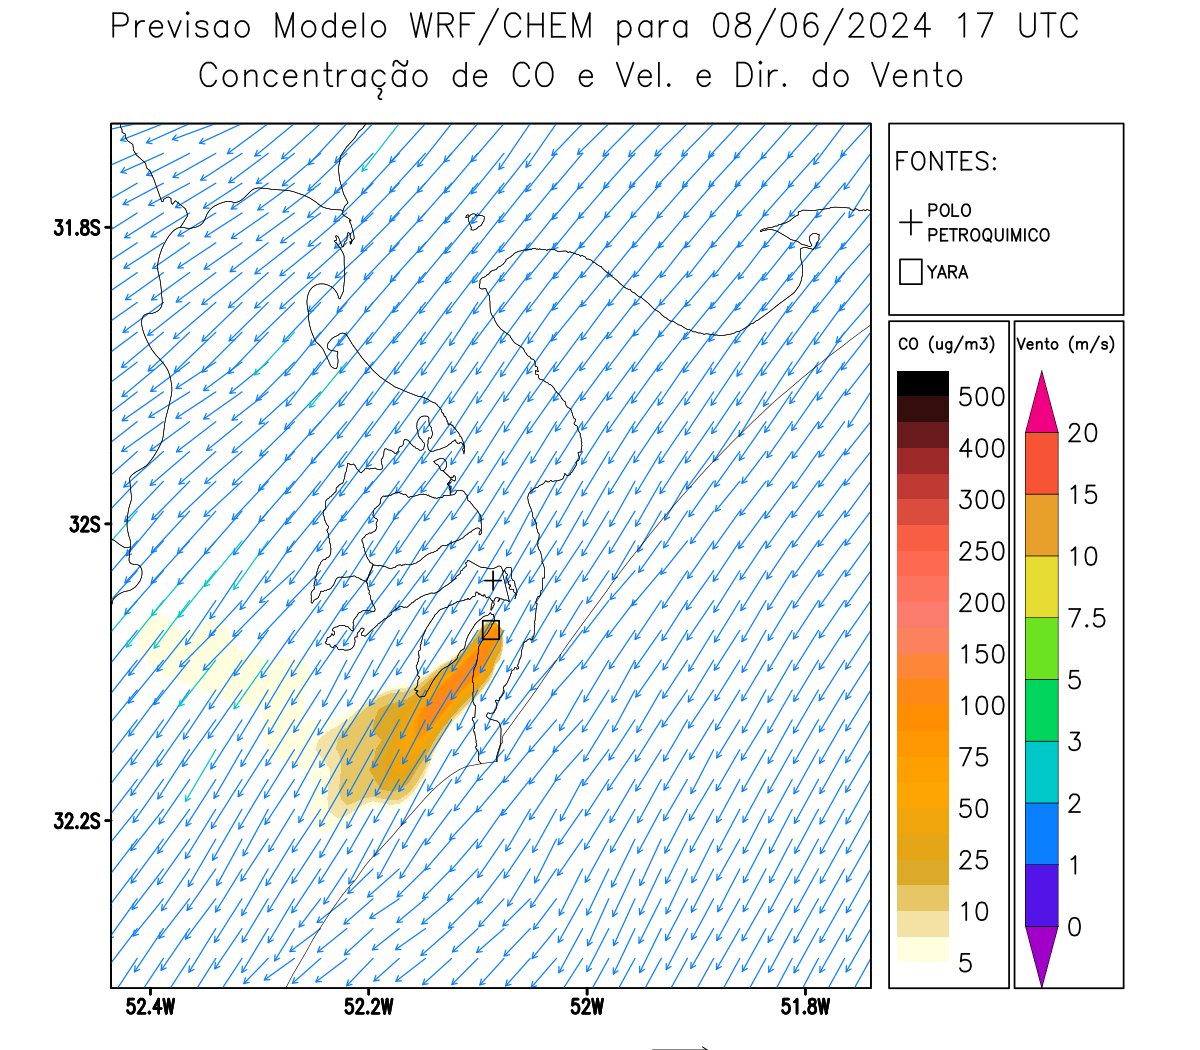 Previsao Modelo WRF/CHEM para 08/06/2024 17 UTC
Concentração de CO e Vel. e Dir. do Vento
FONTES:
POLO
PETROQUIMICO
YARA
CO (ug/m3)
500
400
300
250
200
150
100
75
50
25
10
5
Vento (m/s)
20
15
10
7.5
5
3
2
1
0
31.8S
32S
32.2S
52.4W
52.2W
52W
51.8W